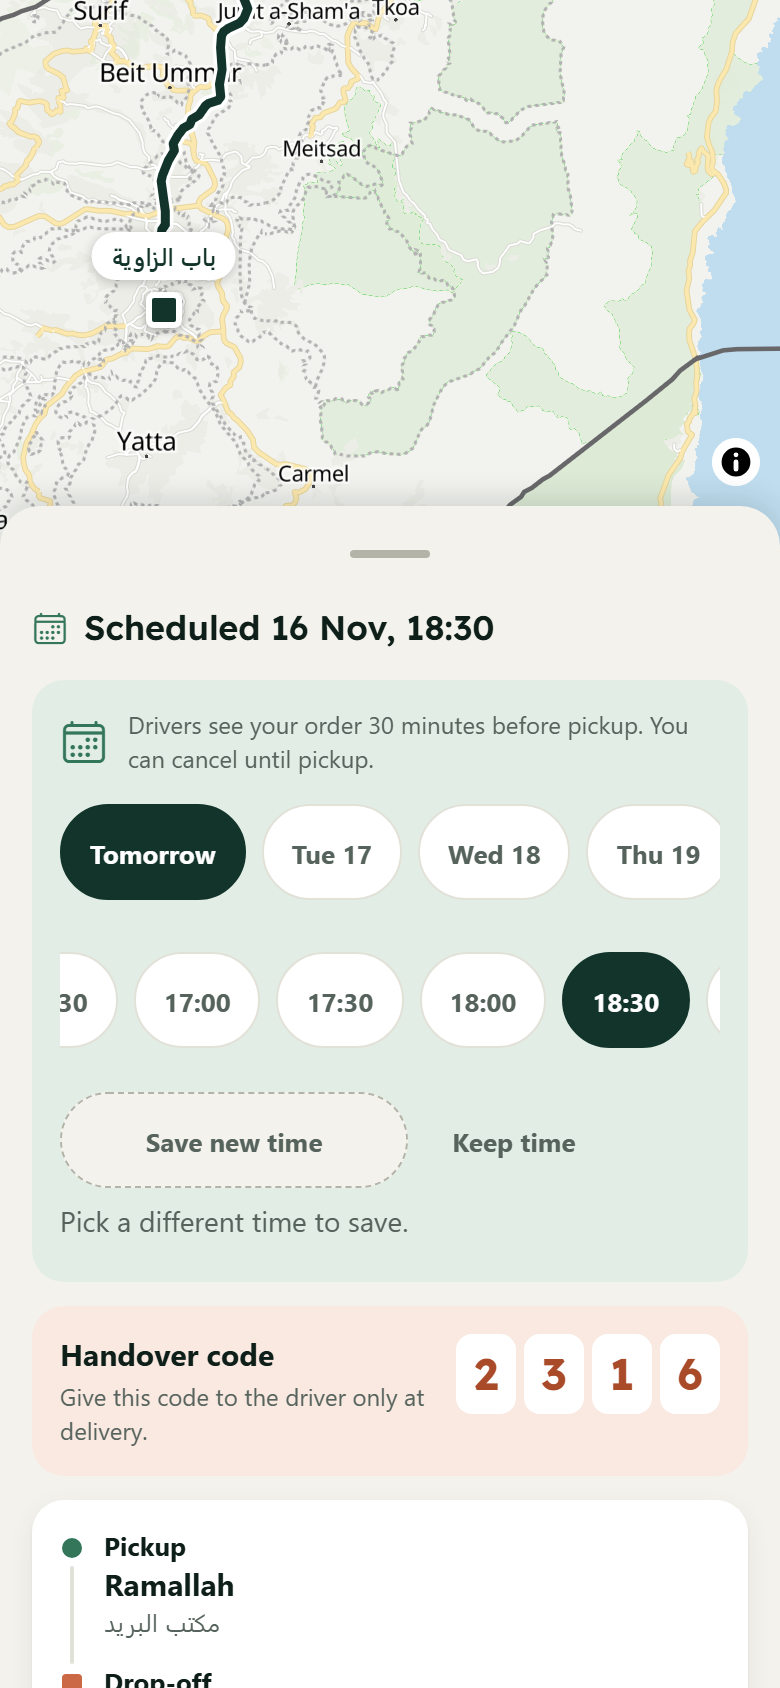 Surif
Tkoa
Meitsad
باب الزاوية
Yatta
Carmel
Scheduled 16 Nov, 18:30
Drivers see your order 30 minutes before pickup. You
can cancel until pickup.
Tomorrow
Tue 17
Wed 18
Thu 19
30
17:00
17:30
18:00
18:30
Save new time
Keep time
Pick a different time to save.
Handover code
2 3 1 6
Give this code to the driver only at
delivery.
Pickup
Ramallah
مكتب البريد
Drop-off